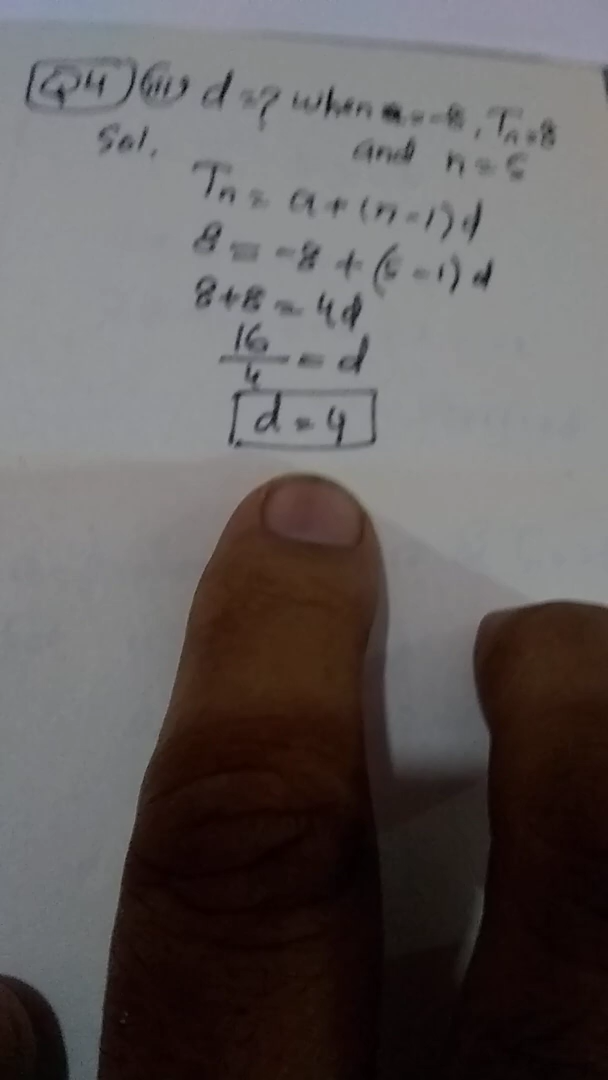 Q4 (iii) d = ? when a = -8, Tn = 8
Sol. and n = 5
Tn = a + (n-1)d
8 = -8 + (5-1)d
8+8 = 4d
16/4 = d
d = 4